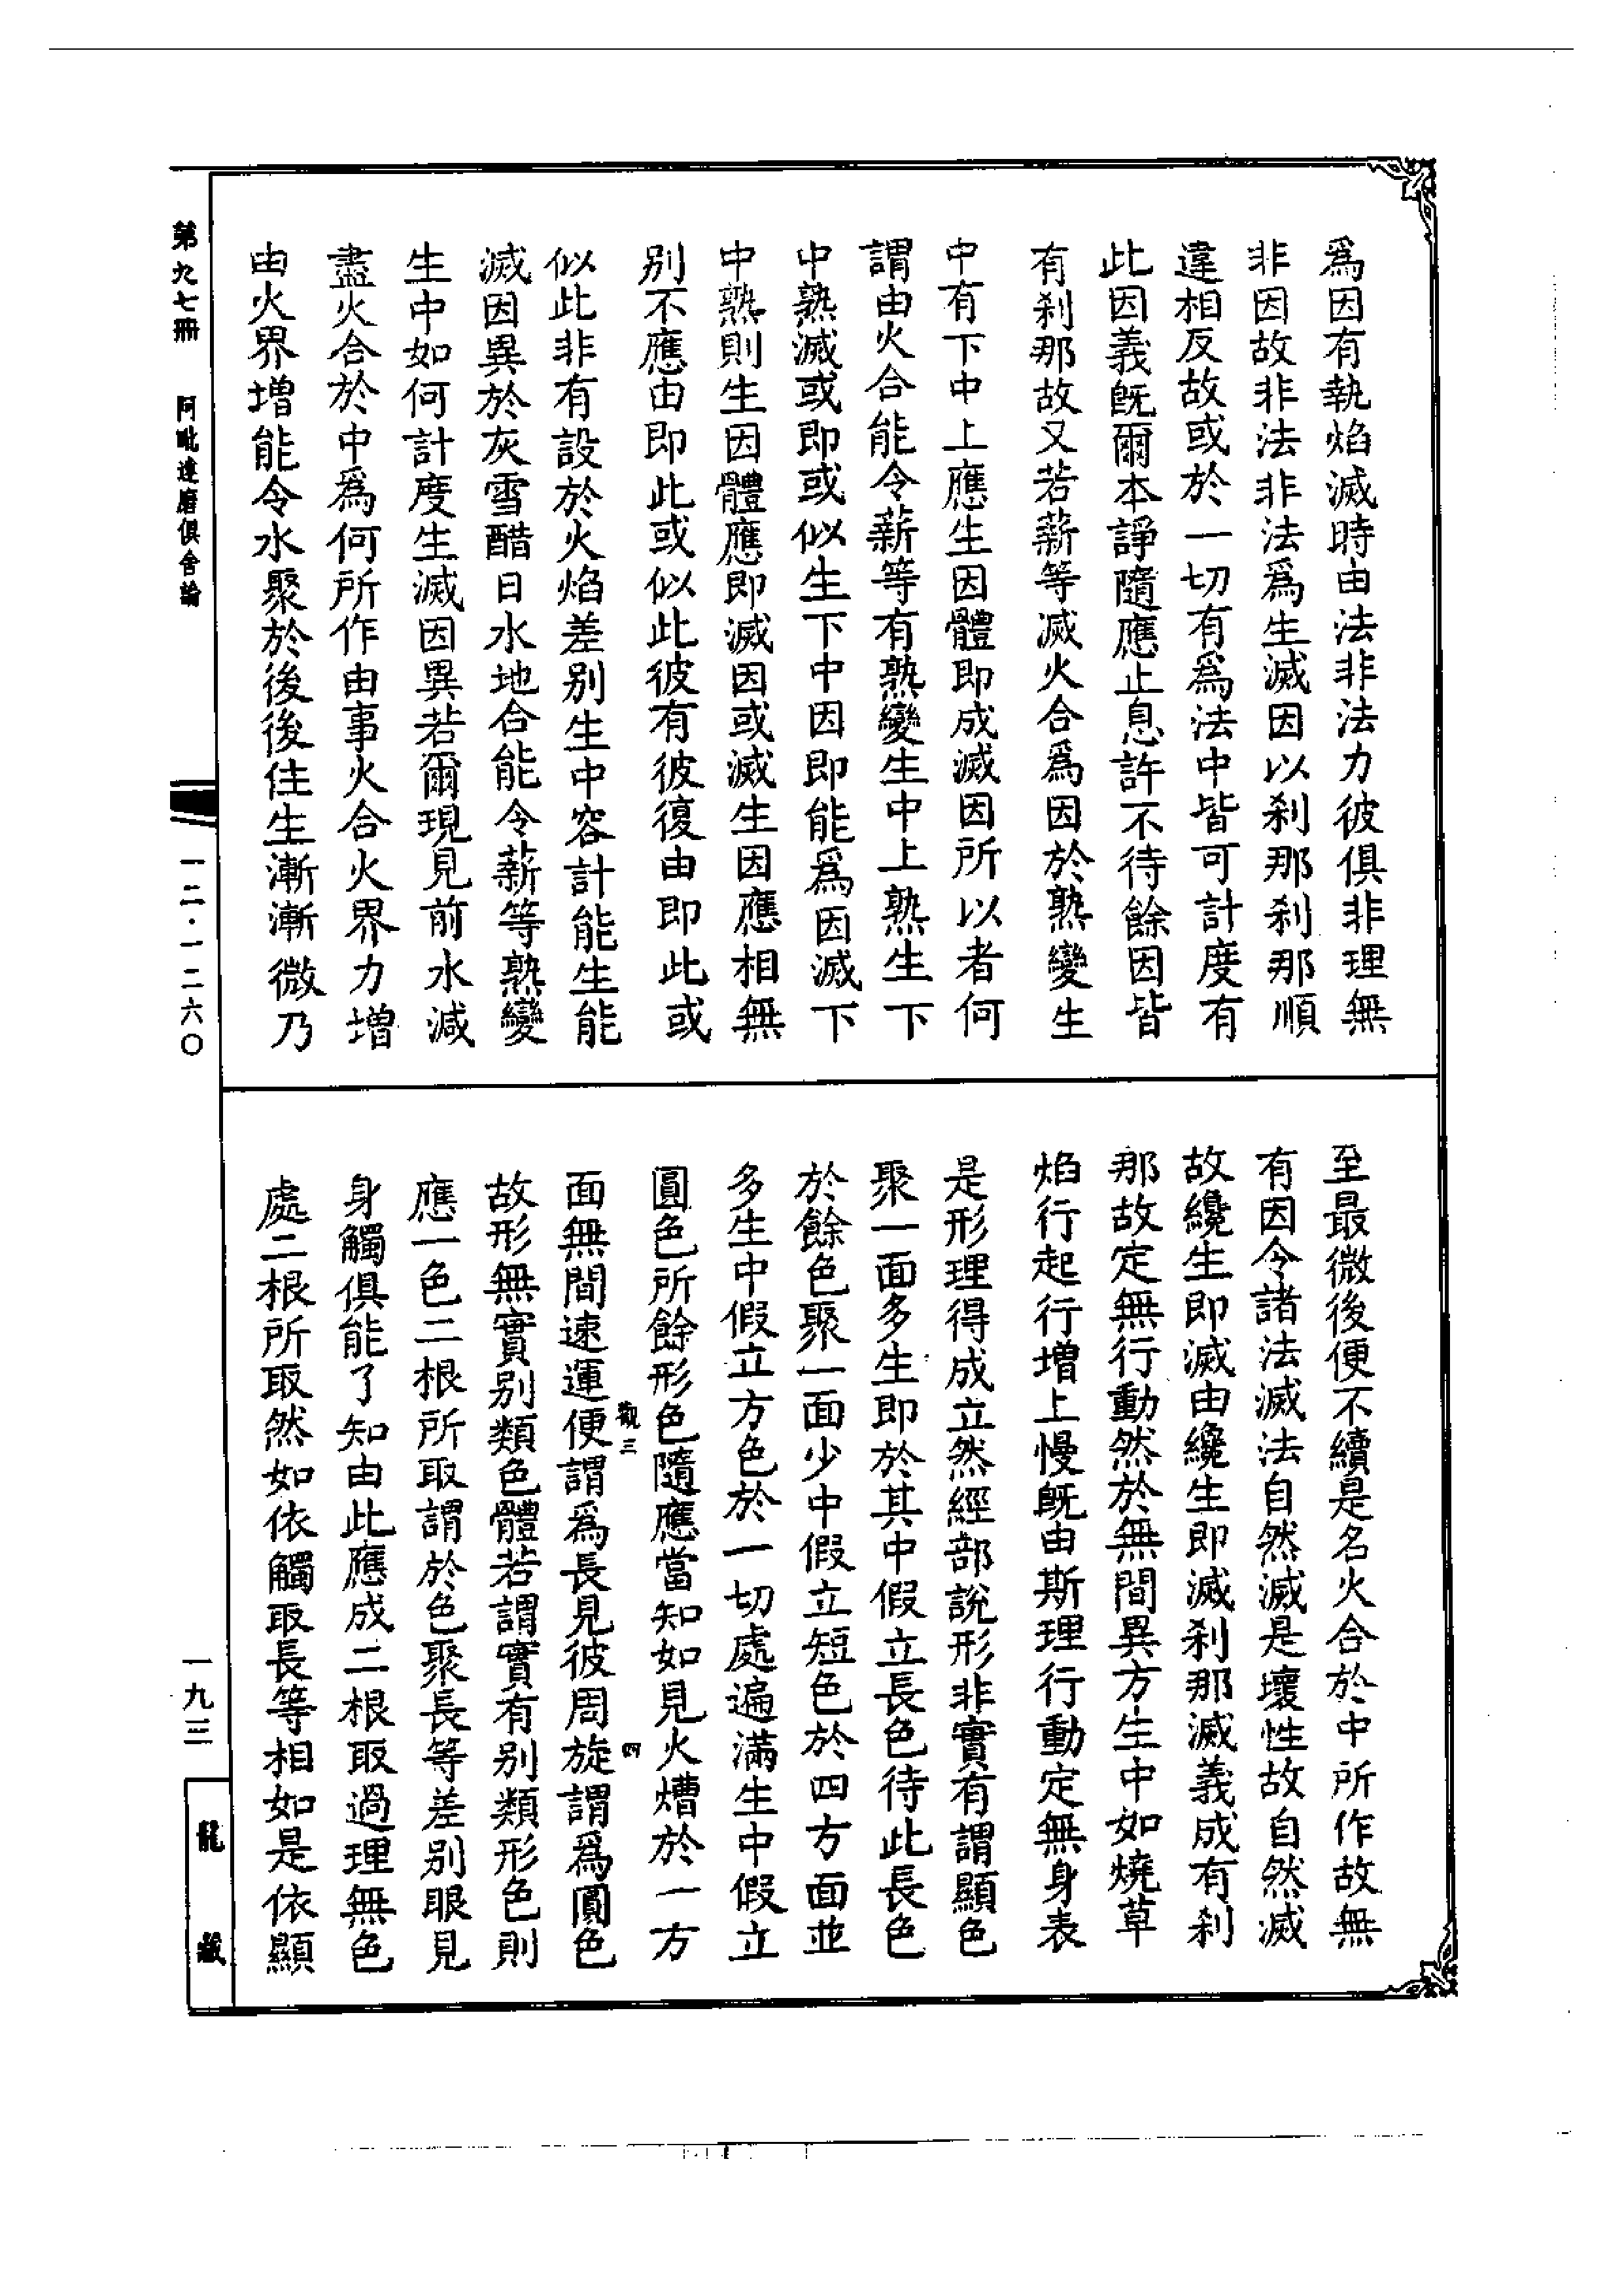 爲因有執焰滅時由法非法力彼俱非理無
非因故非法非法爲生滅因以刹那刹那順
違相反故或於一切有爲法中皆可計度有
此因義既爾本諍隨應止息許不待餘因皆
有刹那故又若薪等滅火合爲因於熟變生
中有下中上應生因體即成滅因所以者何
謂由火合能令薪等有熟變生中上熟生下
中熟滅或即或似生下中因即能爲因滅下
中熟則生因體應即滅因或滅生因應相無
别不應由即此或似此彼有彼復由即此或
似此非有設於火焰差别生中容計能生能
滅因異於灰雪醋日水地合能令薪等熟變
生中如何計度生滅因異若爾現見前水減
盡火合於中爲何所作由事火合火界力增
由火界增能令水聚於後後住生漸漸微乃
至最微後便不續是名火合於中所作故無
有因令諸法滅法自然滅是壞性故自然滅
故纔生即滅由纔生即滅刹那滅義成有刹
那故定無行動然於無間異方生中如燒草
焰行起行增上慢既由斯理行動定無身表
是形理得成立然經部說形非實有謂顯色
聚一面多生即於其中假立長色待此長色
於餘色聚一面少中假立短色於四方面並
多生中假立方色於一切處遍滿生中假立
圓色所餘形色隨應當知如見火熸於一方
觀三
四
面無間速運便謂爲長見彼周旋謂爲圓色
故形無實别類色體若謂實有别類形色則
應一色二根所取謂於色聚長等差别眼見
身觸俱能了知由此應成二根取過理無色
處二根所取然如依觸取長等相如是依顯
第九七冊
阿毗達磨俱舍論
一二·一二六〇
一九三
龍藏